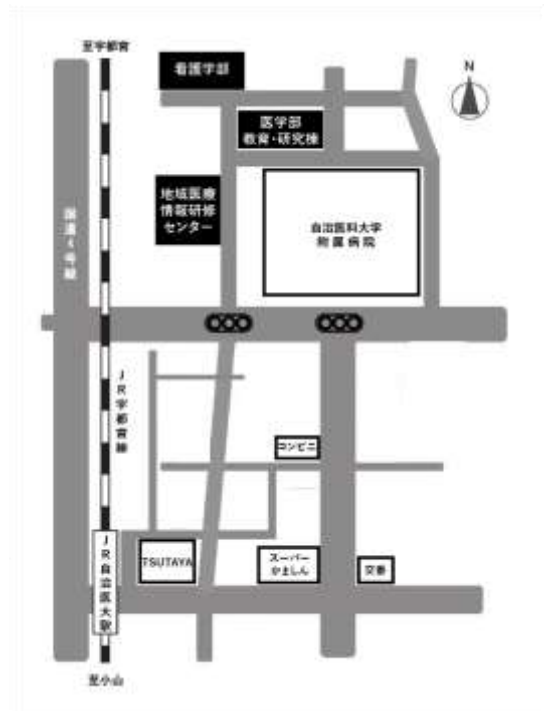 至宇都宮
看護学部
N
医学部
教育・研究棟
地域医療
情報研修
センター
自治医科大学
附属病院
国道4号線
JR宇都宮線
コンビニ
JR自治医大駅
TSUTAYA
スーパー
かましん
交番
至小山